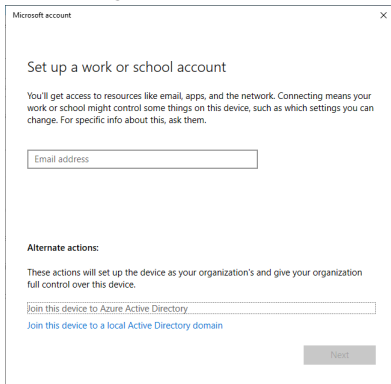 Microsoft account
Set up a work or school account
You'll get access to resources like email, apps, and the network. Connecting means your
work or school might control some things on this device, such as which settings you can
change. For specific info about this, ask them.
Email address
Alternate actions:
These actions will set up the device as your organization's and give your organization
full control over this device.
Join this device to Azure Active Directory
Join this device to a local Active Directory domain
Next